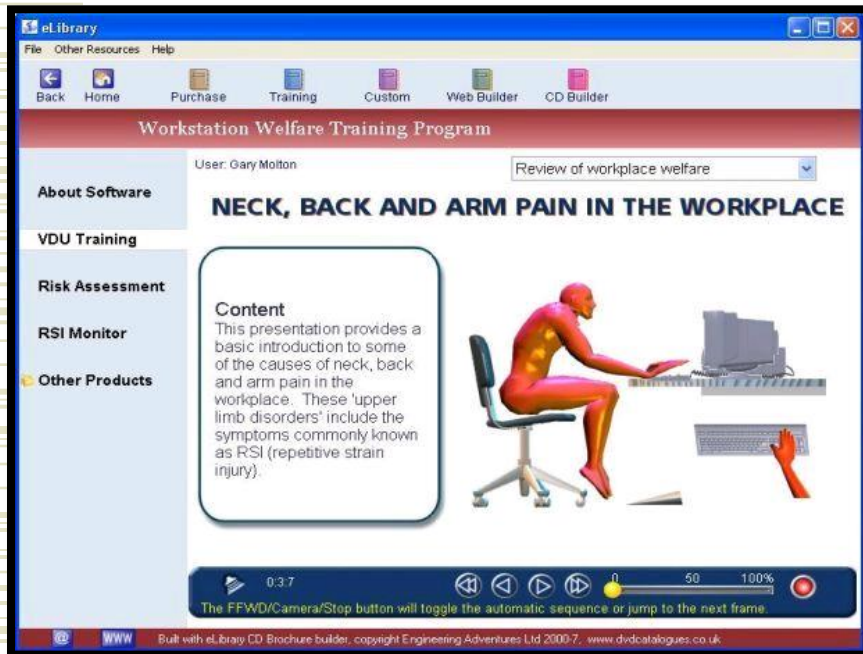 eLibrary
File Other Resources Help
Back Home Purchase Training Custom Web Builder CD Builder
Workstation Welfare Training Program
User: Gary Molton
Review of workplace welfare
About Software
VDU Training
Risk Assessment
RSI Monitor
Other Products
NECK, BACK AND ARM PAIN IN THE WORKPLACE
Content
This presentation provides a
basic introduction to some
of the causes of neck, back
and arm pain in the
workplace. These 'upper
limb disorders' include the
symptoms commonly known
as RSI (repetitive strain
injury).
0:3:7
0 50 100%
The FFWD/Camera/Stop button will toggle the automatic sequence or jump to the next frame.
@ WWW Built with eLibrary CD Brochure builder, copyright Engineering Adventures Ltd 2000-7, www.dvdcatalogues.co.uk